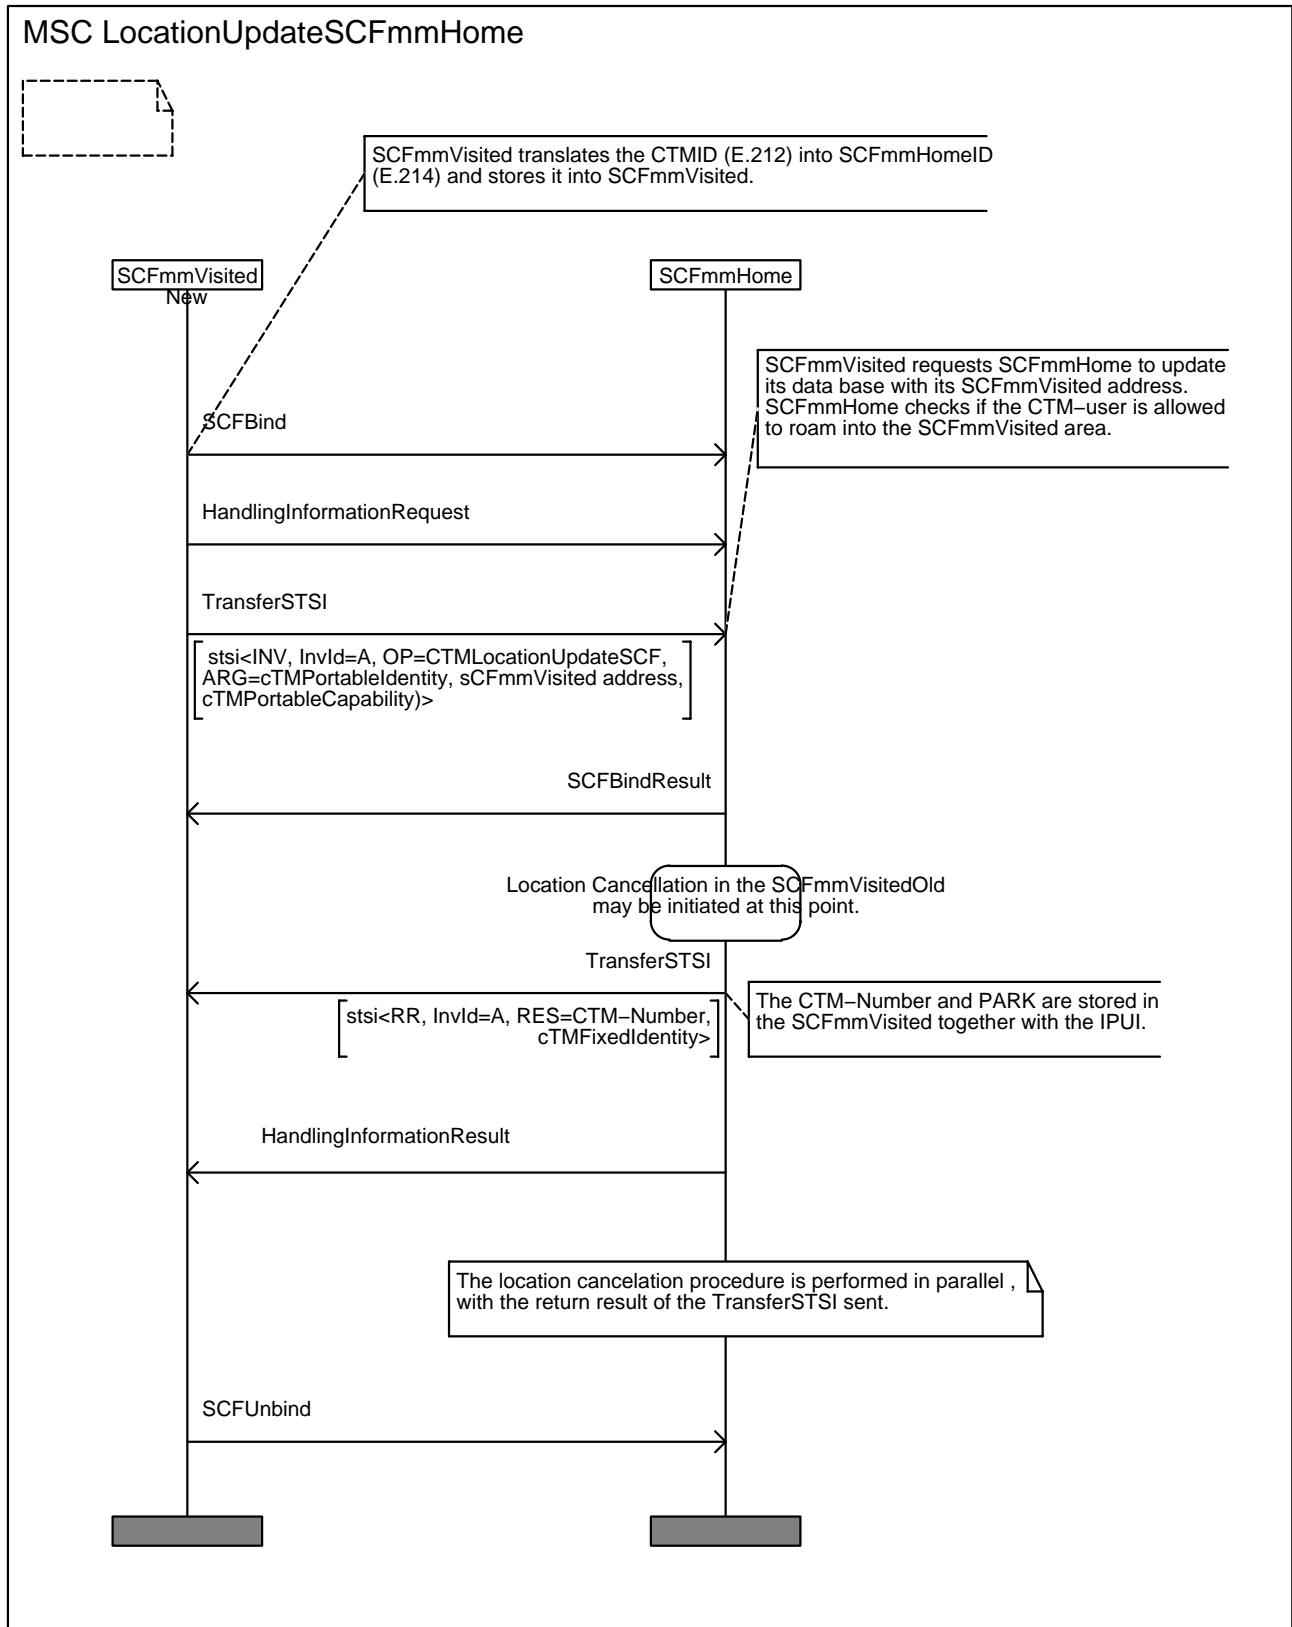 MSC LocationUpdateSCFmmHome
SCFmmVisited translates the CTMID (E.212) into SCFmmHomeID
(E.214) and stores it into SCFmmVisited.
SCFmmVisited
New
SCFmmHome
SCFmmVisited requests SCFmmHome to update
its data base with its SCFmmVisited address.
SCFmmHome checks if the CTM−user is allowed
to roam into the SCFmmVisited area.
SCFBind
HandlingInformationRequest
TransferSTSI
stsi<INV, InvId=A, OP=CTMLocationUpdateSCF,
ARG=cTMPortableIdentity, sCFmmVisited address,
cTMPortableCapability)>
SCFBindResult
Location Cancellation in the SCFmmVisitedOld
may be initiated at this point.
TransferSTSI
stsi<RR, InvId=A, RES=CTM−Number,
cTMFixedIdentity>
The CTM−Number and PARK are stored in
the SCFmmVisited together with the IPUI.
HandlingInformationResult
The location cancelation procedure is performed in parallel ,
with the return result of the TransferSTSI sent.
SCFUnbind